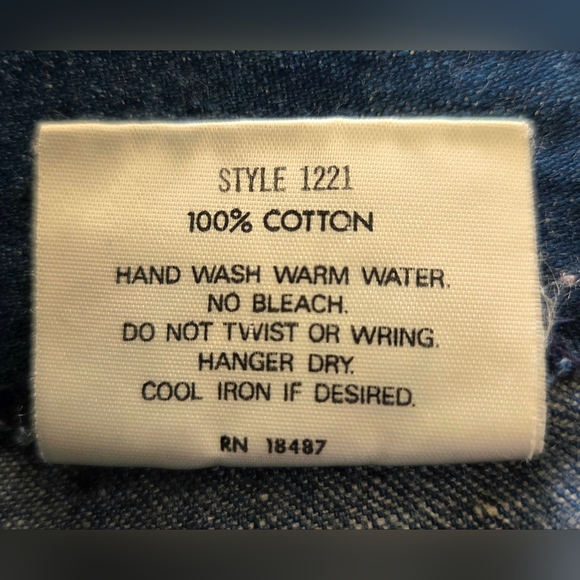 STYLE 1221
100% COTTON
HAND WASH WARM WATER.
NO BLEACH.
DO NOT TWIST OR WRING.
HANGER DRY.
COOL IRON IF DESIRED.
RN 18487